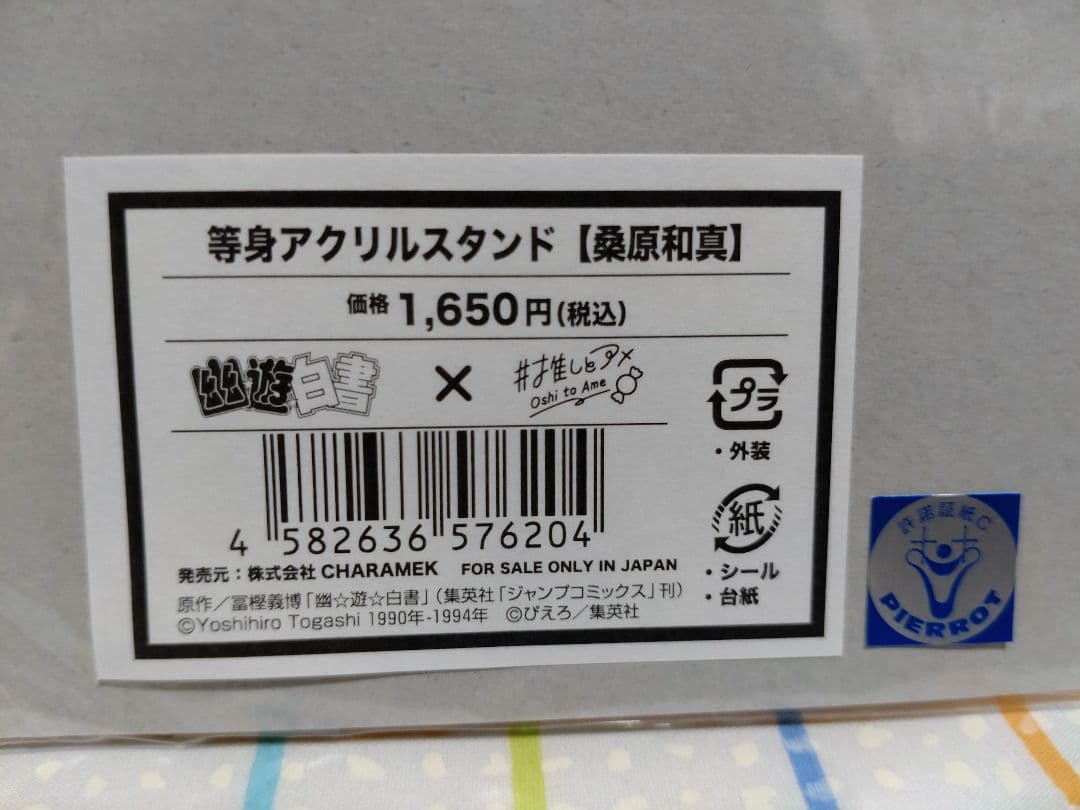 等身アクリルスタンド【桑原和真】
価格 1,650円(税込)
幽遊白書 × #推しとアメ
Oshi to Ame
プラ
・外装
4 582636 576204
紙
・シール
・台紙
発売元：株式会社 CHARAMEK FOR SALE ONLY IN JAPAN
原作／冨樫義博「幽☆遊☆白書」（集英社「ジャンプコミックス」刊）
©Yoshihiro Togashi 1990年-1994年 ©ぴえろ／集英社
許諾証紙C
PIERROT